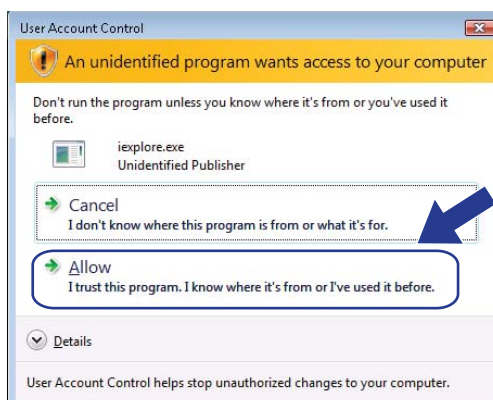 User Account Control
An unidentified program wants access to your computer
Don't run the program unless you know where it's from or you've used it
before.
iexplore.exe
Unidentified Publisher
Cancel
I don't know where this program is from or what it's for.
Allow
I trust this program. I know where it's from or I've used it before.
Details
User Account Control helps stop unauthorized changes to your computer.